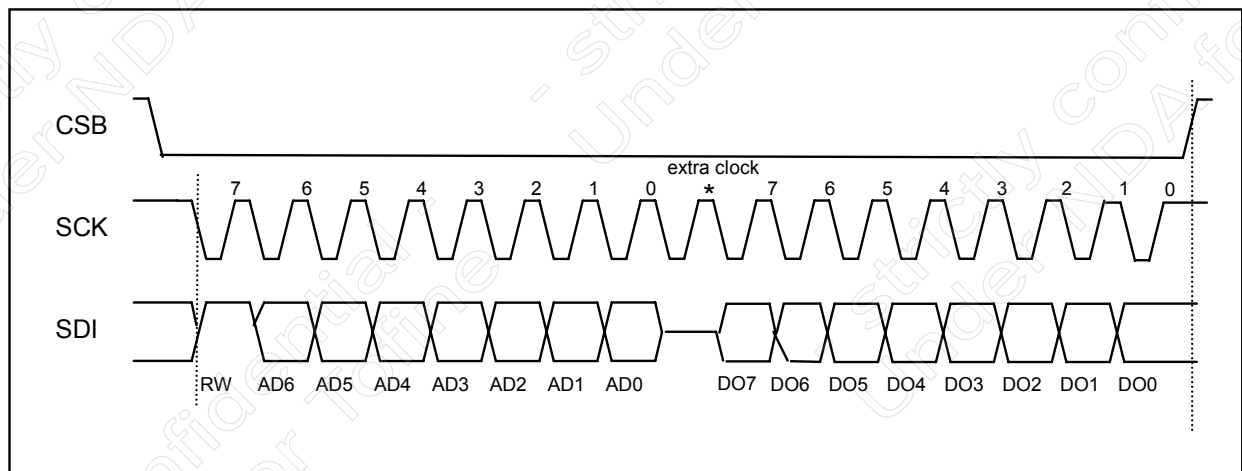 CSB
extra clock
7 6 5 4 3 2 1 0 * 7 6 5 4 3 2 1 0
SCK
SDI
RW AD6 AD5 AD4 AD3 AD2 AD1 AD0 DO7 DO6 DO5 DO4 DO3 DO2 DO1 DO0